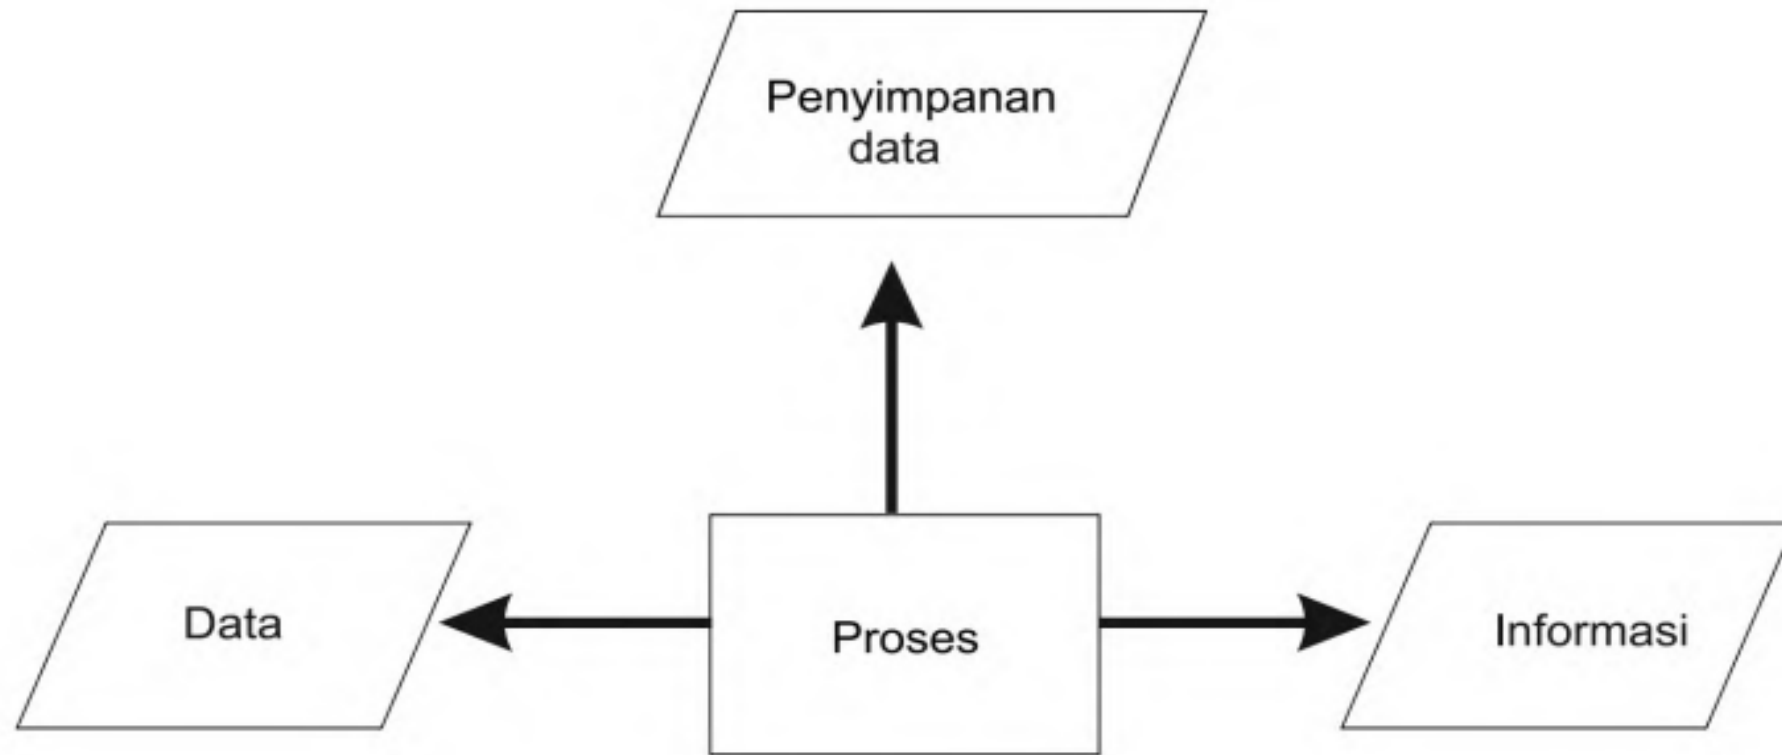 Penyimpanan
data
Data
Proses
Informasi